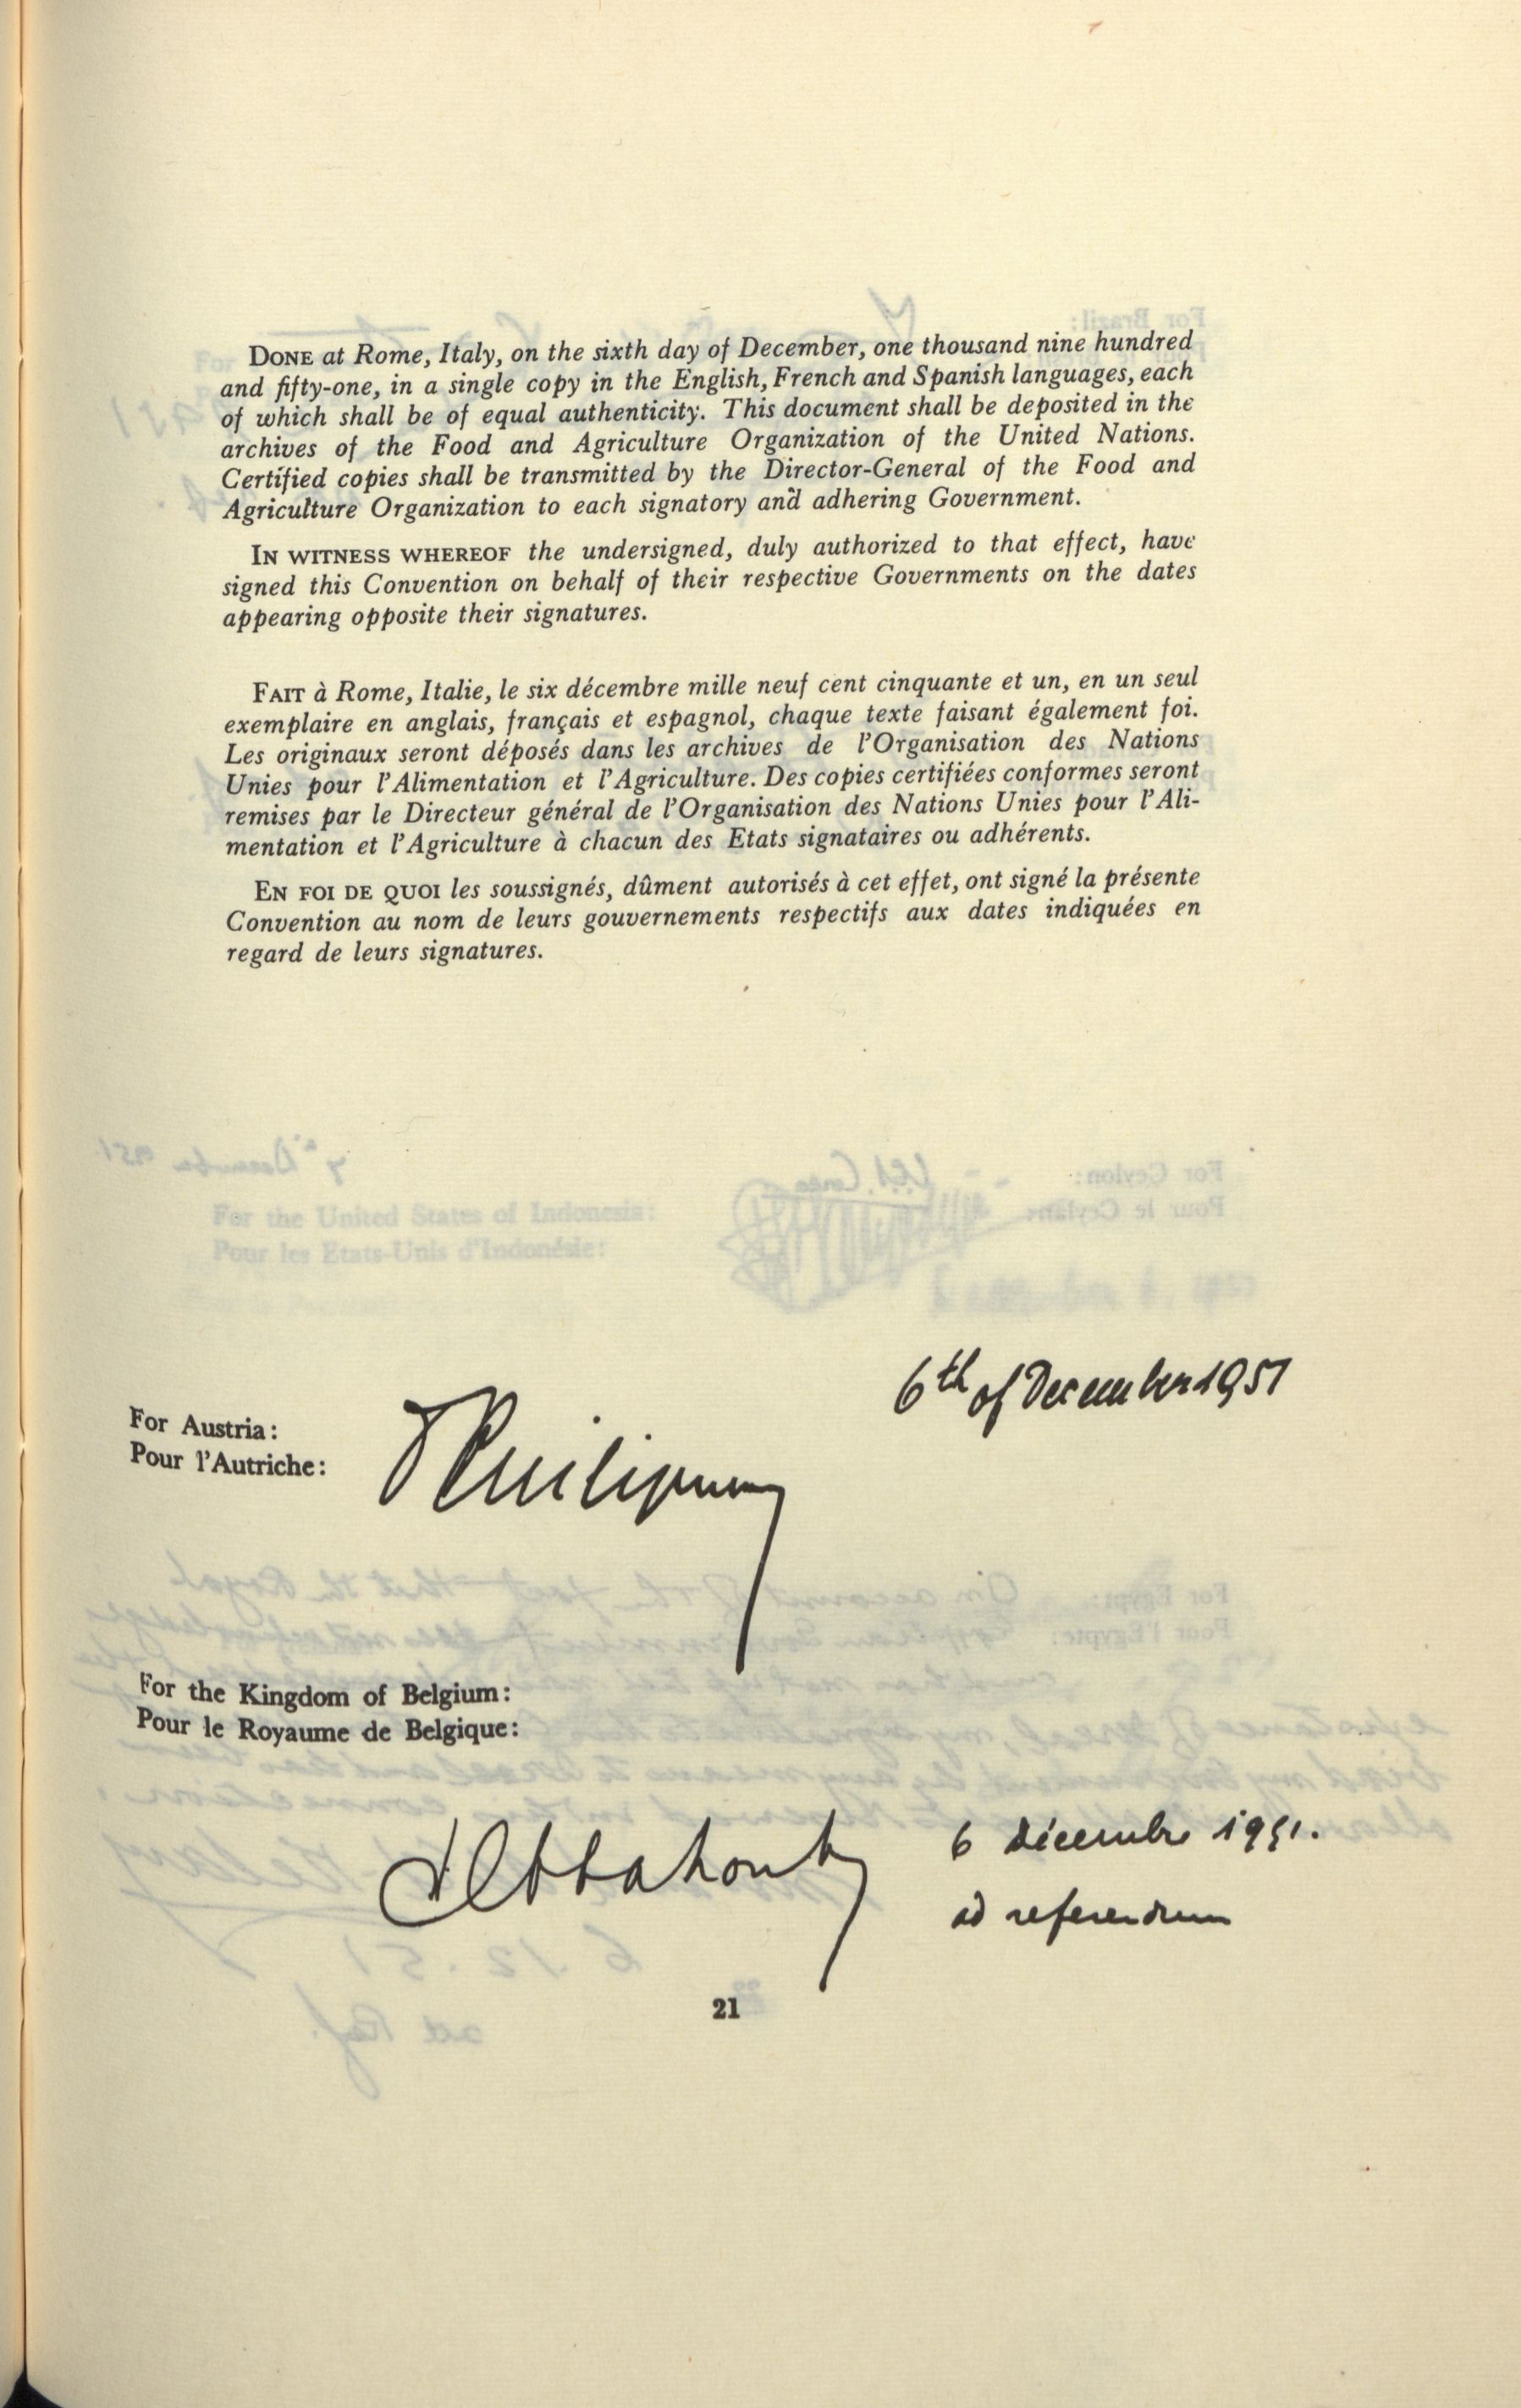 DONE at Rome, Italy, on the sixth day of December, one thousand nine hundred
and fifty-one, in a single copy in the English, French and Spanish languages, each
of which shall be of equal authenticity. This document shall be deposited in the
archives of the Food and Agriculture Organization of the United Nations.
Certified copies shall be transmitted by the Director-General of the Food and
Agriculture Organization to each signatory and adhering Government.
IN WITNESS WHEREOF the undersigned, duly authorized to that effect, have
signed this Convention on behalf of their respective Governments on the dates
appearing opposite their signatures.
FAIT à Rome, Italie, le six décembre mille neuf cent cinquante et un, en un seul
exemplaire en anglais, français et espagnol, chaque texte faisant également foi.
Les originaux seront déposés dans les archives de l'Organisation des Nations
Unies pour l'Alimentation et l'Agriculture. Des copies certifiées conformes seront
remises par le Directeur général de l'Organisation des Nations Unies pour l'Ali-
mentation et l'Agriculture à chacun des Etats signataires ou adhérents.
EN FOI DE QUOI les soussignés, dûment autorisés à cet effet, ont signé la présente
Convention au nom de leurs gouvernements respectifs aux dates indiquées en
regard de leurs signatures.
For the United States of Indonesia:
Pour les Etats-Unis d'Indonésie:
6th of December 1951
For Austria:
Pour l'Autriche:
For the Kingdom of Belgium:
Pour le Royaume de Belgique:
6 décembre 1951.
ad referendum
21